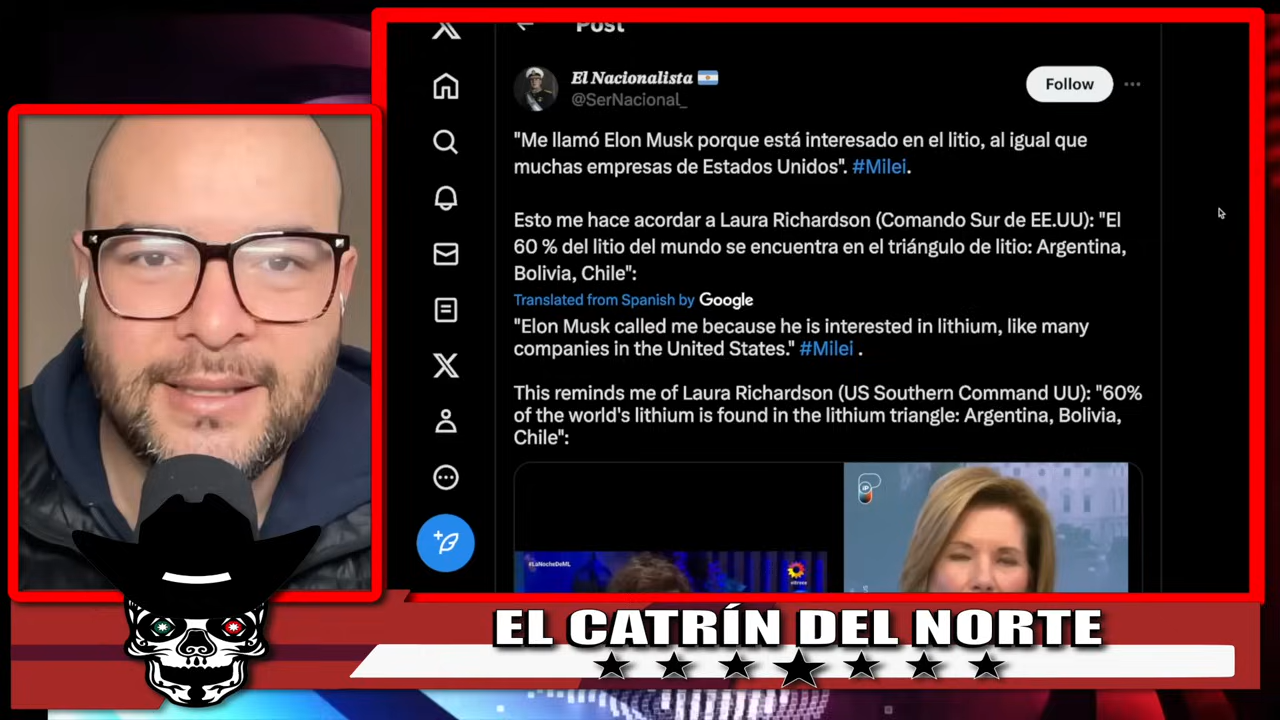 Post
El Nacionalista
@SerNacional_
Follow
"Me llamó Elon Musk porque está interesado en el litio, al igual que
muchas empresas de Estados Unidos". #Milei.
Esto me hace acordar a Laura Richardson (Comando Sur de EE.UU): "El
60 % del litio del mundo se encuentra en el triángulo de litio: Argentina,
Bolivia, Chile":
Translated from Spanish by Google
"Elon Musk called me because he is interested in lithium, like many
companies in the United States." #Milei .
This reminds me of Laura Richardson (US Southern Command UU): "60%
of the world's lithium is found in the lithium triangle: Argentina, Bolivia,
Chile":
#LaNocheDeML
eltrece
EL CATRÍN DEL NORTE